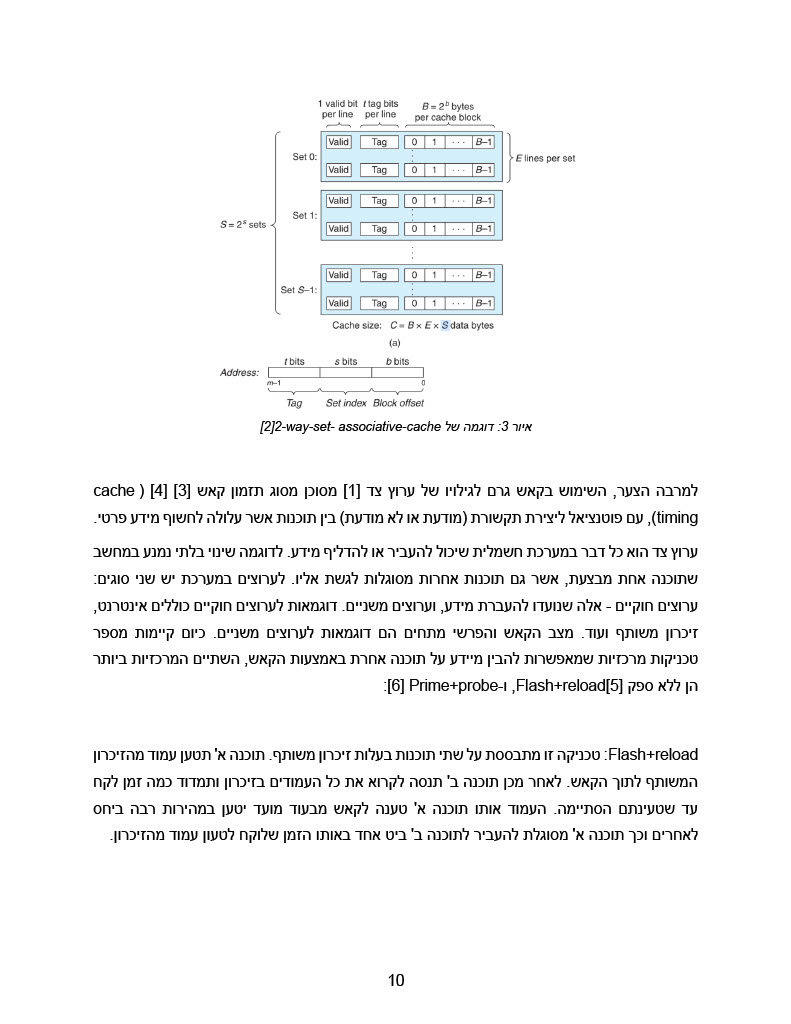 1 valid bit t tag bits B = 2^b bytes
per line per line per cache block
Valid Tag 0 1 · · · B–1
Set 0: E lines per set
Valid Tag 0 1 · · · B–1
Valid Tag 0 1 · · · B–1
Set 1:
S = 2^s sets
Valid Tag 0 1 · · · B–1
Valid Tag 0 1 · · · B–1
Set S–1:
Valid Tag 0 1 · · · B–1
Cache size: C = B × E × S data bytes
(a)
t bits s bits b bits
Address:
m–1 0
Tag Set index Block offset
איור 3: דוגמה של 2-way-set- associative-cache[2]
למרבה הצער, השימוש בקאש גרם לגילויו של ערוץ צד [1] מסוכן מסוג תזמון קאש [3] [4] ( cache
timing), עם פוטנציאל ליצירת תקשורת (מודעת או לא מודעת) בין תוכנות אשר עלולה לחשוף מידע פרטי.
ערוץ צד הוא כל דבר במערכת חשמלית שיכול להעביר או להדליף מידע. לדוגמה שינוי בלתי נמנע במחשב
שתוכנה אחת מבצעת, אשר גם תוכנות אחרות מסוגלות לגשת אליו. לערוצים במערכת יש שני סוגים:
ערוצים חוקיים - אלה שנועדו להעברת מידע, וערוצים משניים. דוגמאות לערוצים חוקיים כוללים אינטרנט,
זיכרון משותף ועוד. מצב הקאש והפרשי מתחים הם דוגמאות לערוצים משניים. כיום קיימות מספר
טכניקות מרכזיות שמאפשרות להבין מיידע על תוכנה אחרת באמצעות הקאש, השתיים המרכזיות ביותר
הן ללא ספק Flash+reload[5], ו-Prime+probe [6]:
Flash+reload: טכניקה זו מתבססת על שתי תוכנות בעלות זיכרון משותף. תוכנה א' תטען עמוד מהזיכרון
המשותף לתוך הקאש. לאחר מכן תוכנה ב' תנסה לקרוא את כל העמודים בזיכרון ותמדוד כמה זמן לקח
עד שטעינתם הסתיימה. העמוד אותו תוכנה א' טענה לקאש מבעוד מועד יטען במהירות רבה ביחס
לאחרים וכך תוכנה א' מסוגלת להעביר לתוכנה ב' ביט אחד באותו הזמן שלוקח לטעון עמוד מהזיכרון.
10